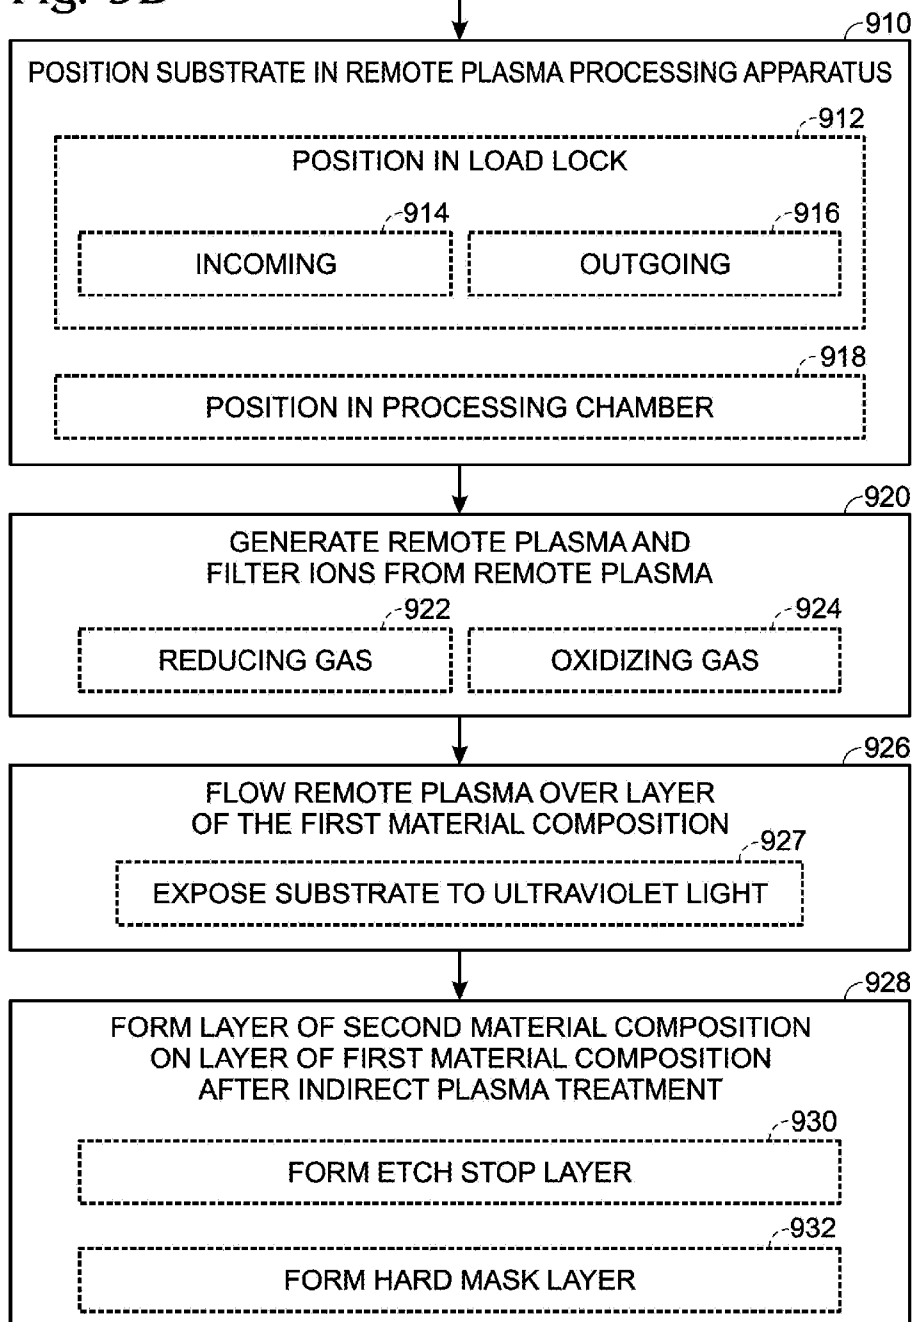 910
POSITION SUBSTRATE IN REMOTE PLASMA PROCESSING APPARATUS
912
POSITION IN LOAD LOCK
914
916
INCOMING
OUTGOING
918
POSITION IN PROCESSING CHAMBER
920
GENERATE REMOTE PLASMA AND
FILTER IONS FROM REMOTE PLASMA
922
924
REDUCING GAS
OXIDIZING GAS
926
FLOW REMOTE PLASMA OVER LAYER
OF THE FIRST MATERIAL COMPOSITION
927
EXPOSE SUBSTRATE TO ULTRAVIOLET LIGHT
928
FORM LAYER OF SECOND MATERIAL COMPOSITION
ON LAYER OF FIRST MATERIAL COMPOSITION
AFTER INDIRECT PLASMA TREATMENT
930
FORM ETCH STOP LAYER
932
FORM HARD MASK LAYER